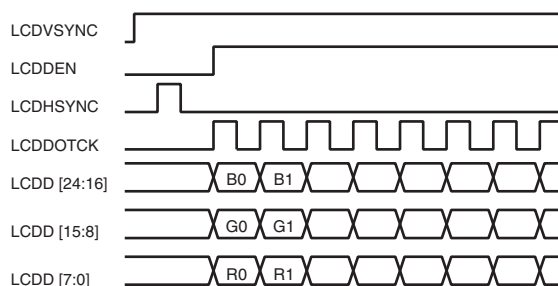 LCDVSYNC
LCDDEN
LCDHSYNC
LCDDOTCK
LCDD [24:16] B0 B1
LCDD [15:8] G0 G1
LCDD [7:0] R0 R1